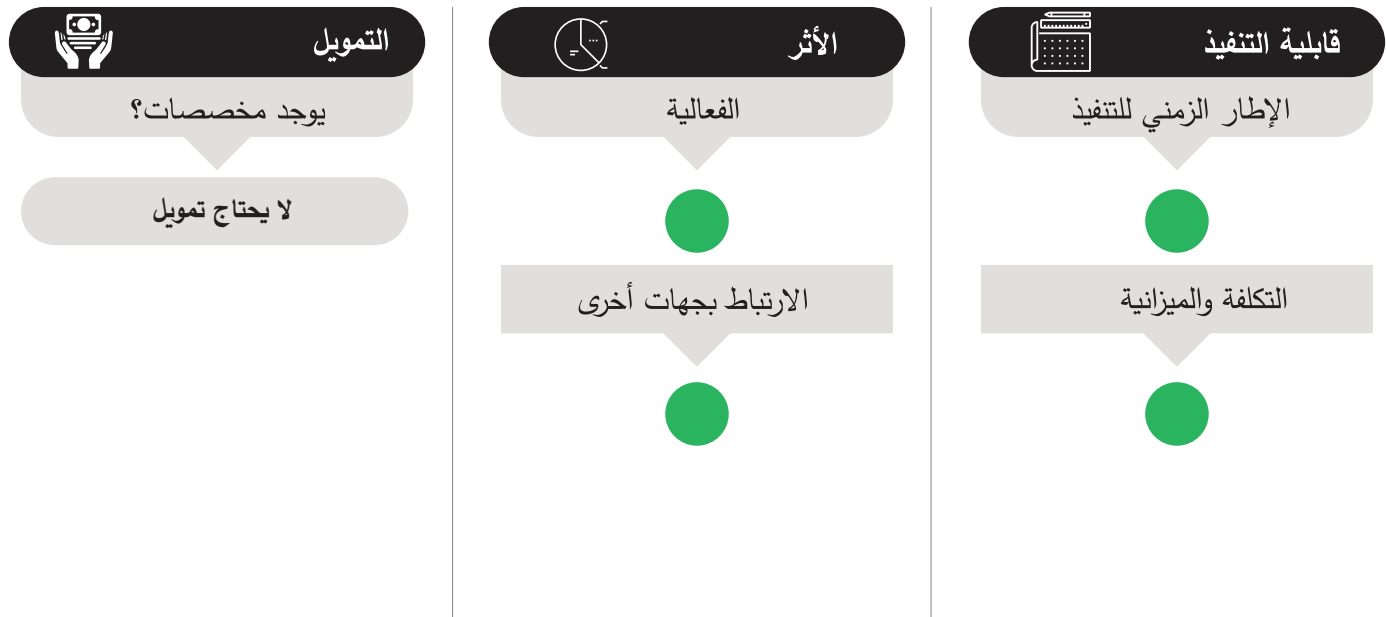 قابلية التنفيذ
الإطار الزمني للتنفيذ
التكلفة والميزانية
الأثر
الفعالية
الارتباط بجهات أخرى
التمويل
يوجد مخصصات؟
لا يحتاج تمويل